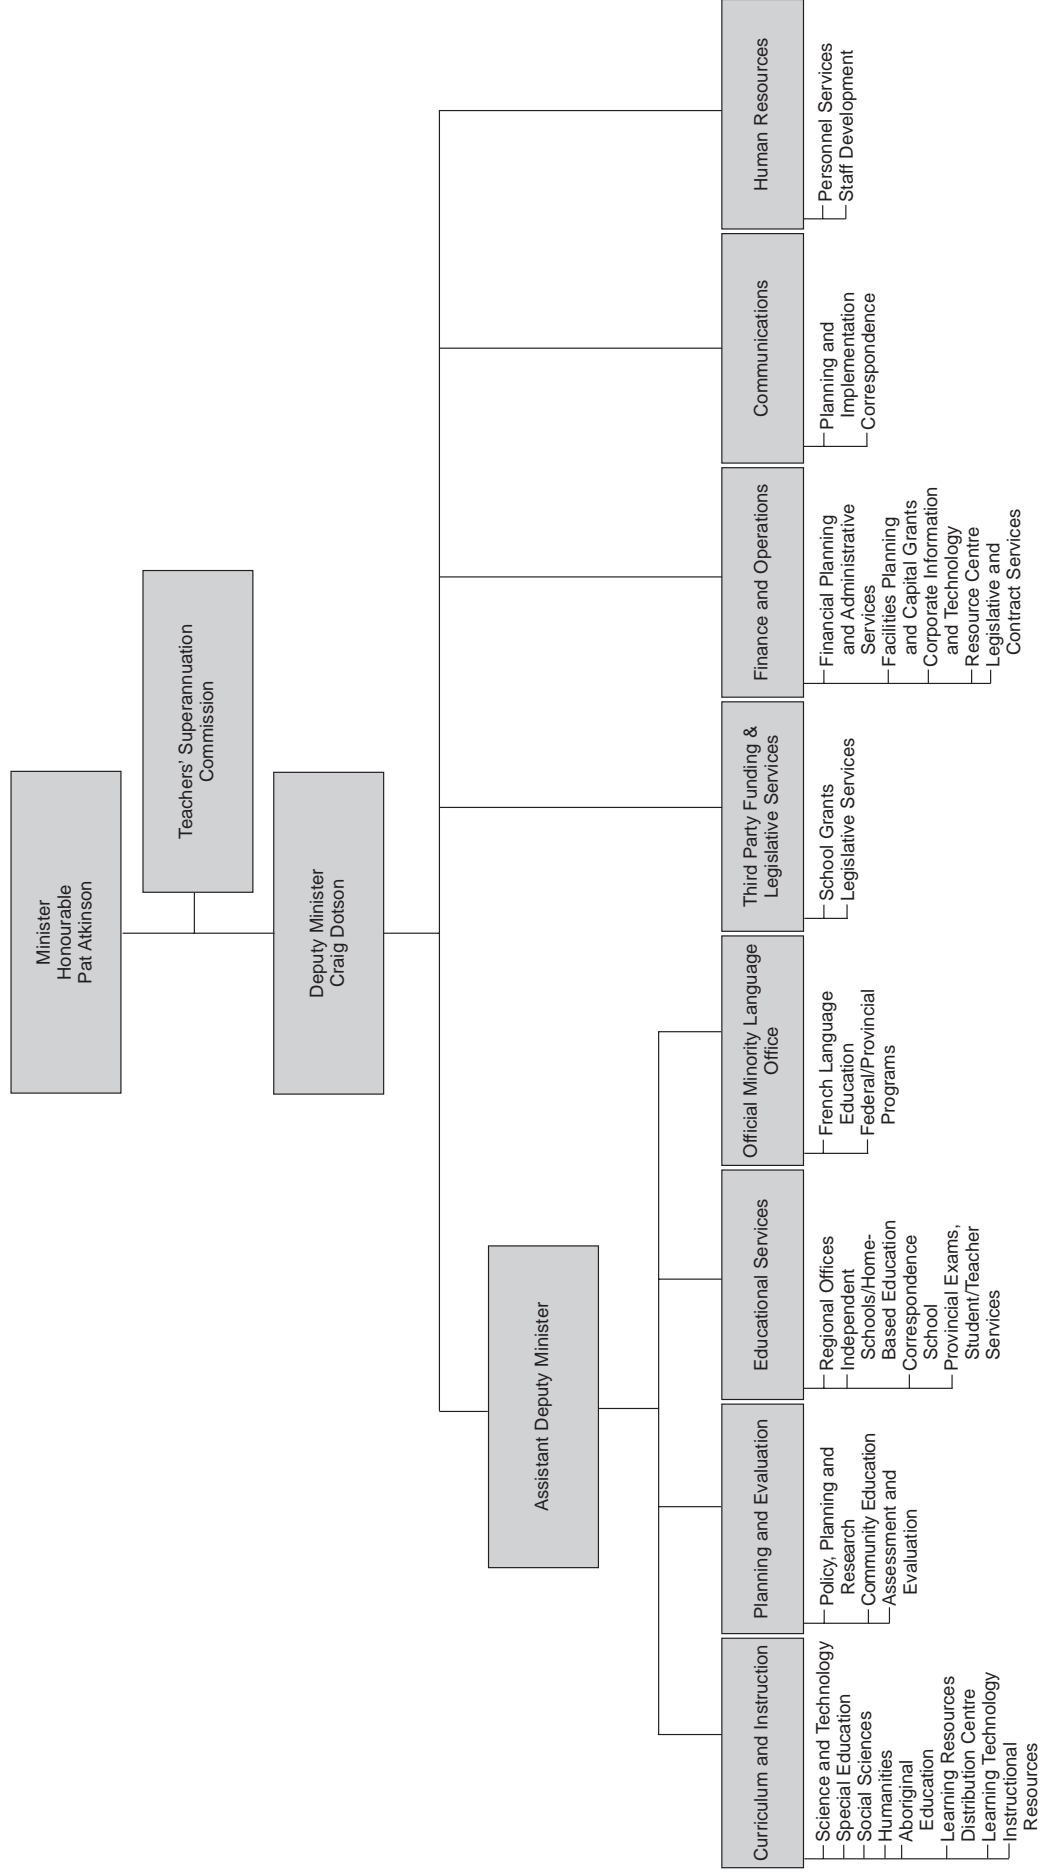 Minister
Honourable
Pat Atkinson
Teachers’ Superannuation
Commission
Deputy Minister
Craig Dotson
Assistant Deputy Minister
Curriculum and Instruction
Science and Technology
Special Education
Social Sciences
Humanities
Aboriginal
Education
Learning Resources
Distribution Centre
Learning Technology
Instructional
Resources
Planning and Evaluation
Policy, Planning and
Research
Community Education
Assessment and
Evaluation
Educational Services
Regional Offices
Independent
Schools/Home-
Based Education
Correspondence
School
Provincial Exams,
Student/Teacher
Services
Official Minority Language
Office
French Language
Education
Federal/Provincial
Programs
Third Party Funding &
Legislative Services
School Grants
Legislative Services
Finance and Operations
Financial Planning
and Administrative
Services
Facilities Planning
and Capital Grants
Corporate Information
and Technology
Resource Centre
Legislative and
Contract Services
Communications
Planning and
Implementation
Correspondence
Human Resources
Personnel Services
Staff Development